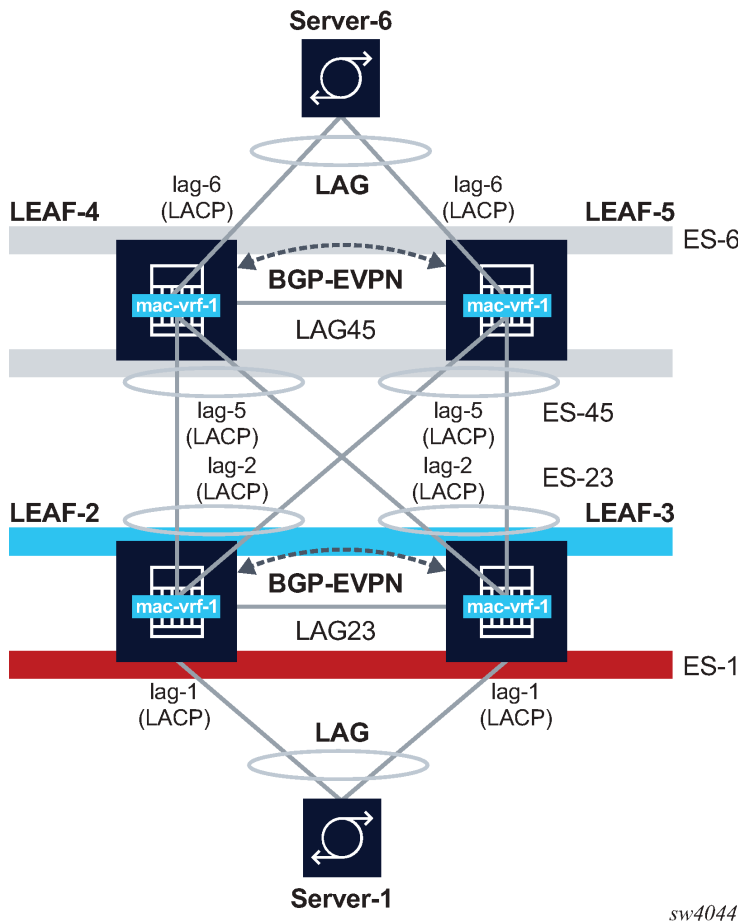 Server-6
LAG
lag-6
(LACP)
lag-6
(LACP)
LEAF-4
LEAF-5
ES-6
BGP-EVPN
mac-vrf-1
mac-vrf-1
LAG45
lag-5
(LACP)
lag-5
(LACP)
ES-45
lag-2
(LACP)
lag-2
(LACP)
ES-23
LEAF-2
LEAF-3
BGP-EVPN
mac-vrf-1
mac-vrf-1
LAG23
ES-1
lag-1
(LACP)
lag-1
(LACP)
LAG
Server-1
sw4044